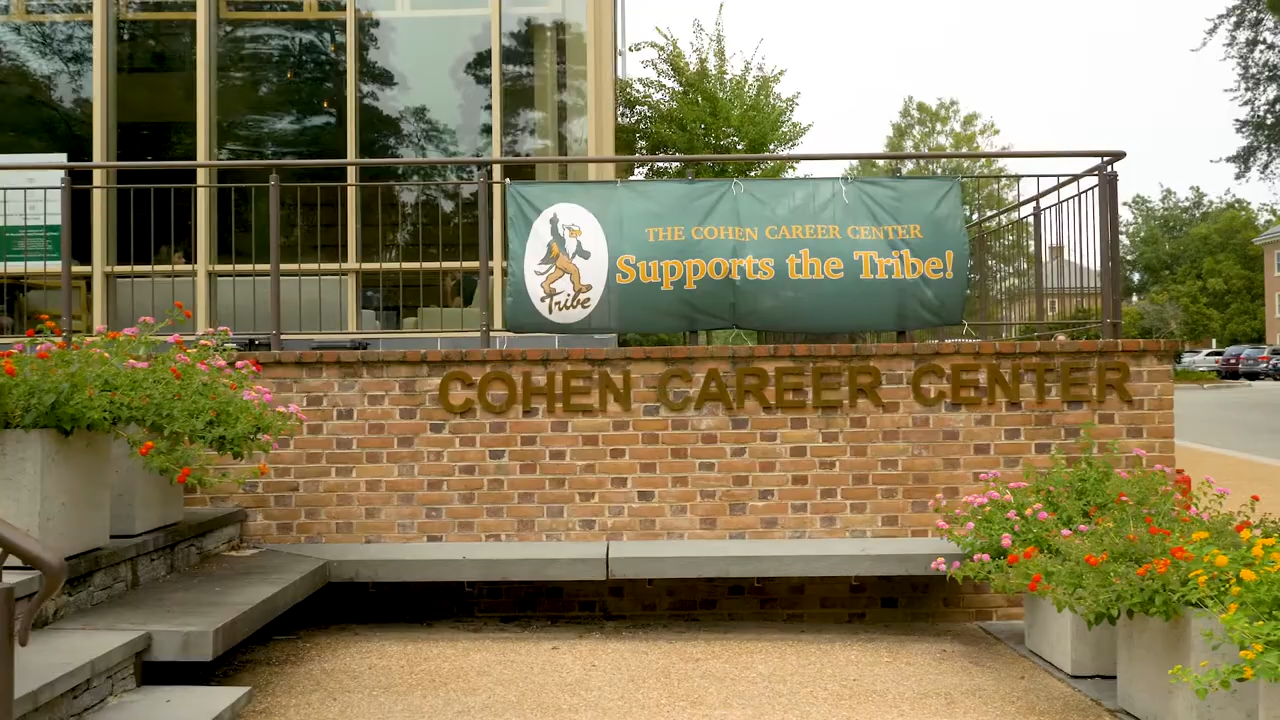 THE COHEN CAREER CENTER
Supports the Tribe!
Tribe
COHEN CAREER CENTER